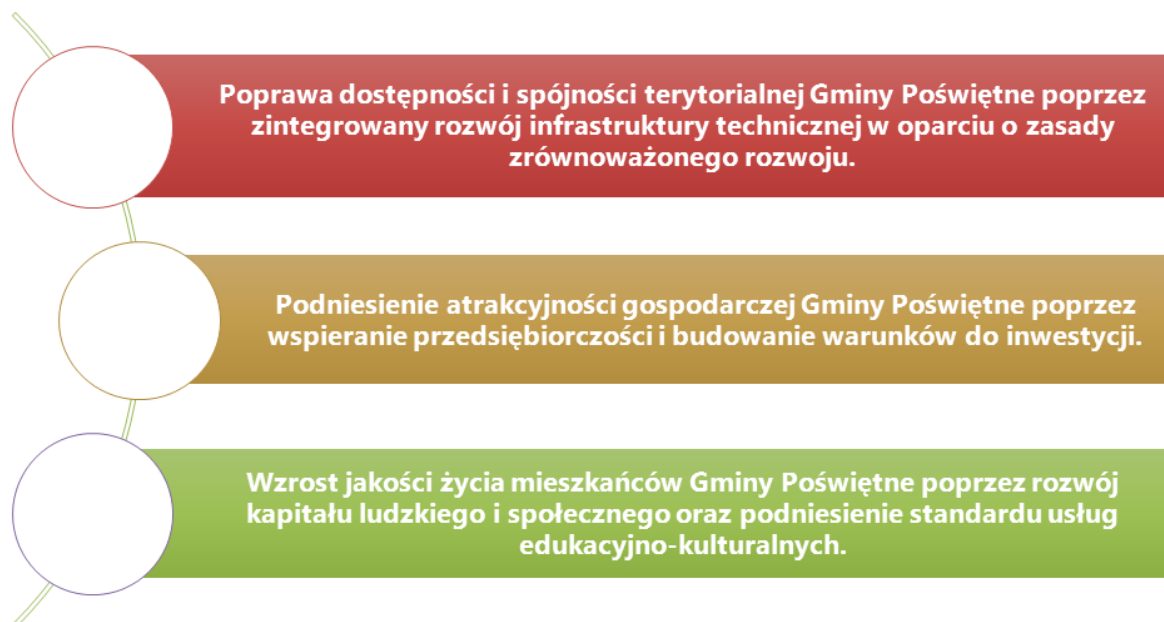 Poprawa dostępności i spójności terytorialnej Gminy Poświętne poprzez
zintegrowany rozwój infrastruktury technicznej w oparciu o zasady
zrównoważonego rozwoju.
Podniesienie atrakcyjności gospodarczej Gminy Poświętne poprzez
wspieranie przedsiębiorczości i budowanie warunków do inwestycji.
Wzrost jakości życia mieszkańców Gminy Poświętne poprzez rozwój
kapitału ludzkiego i społecznego oraz podniesienie standardu usług
edukacyjno-kulturalnych.